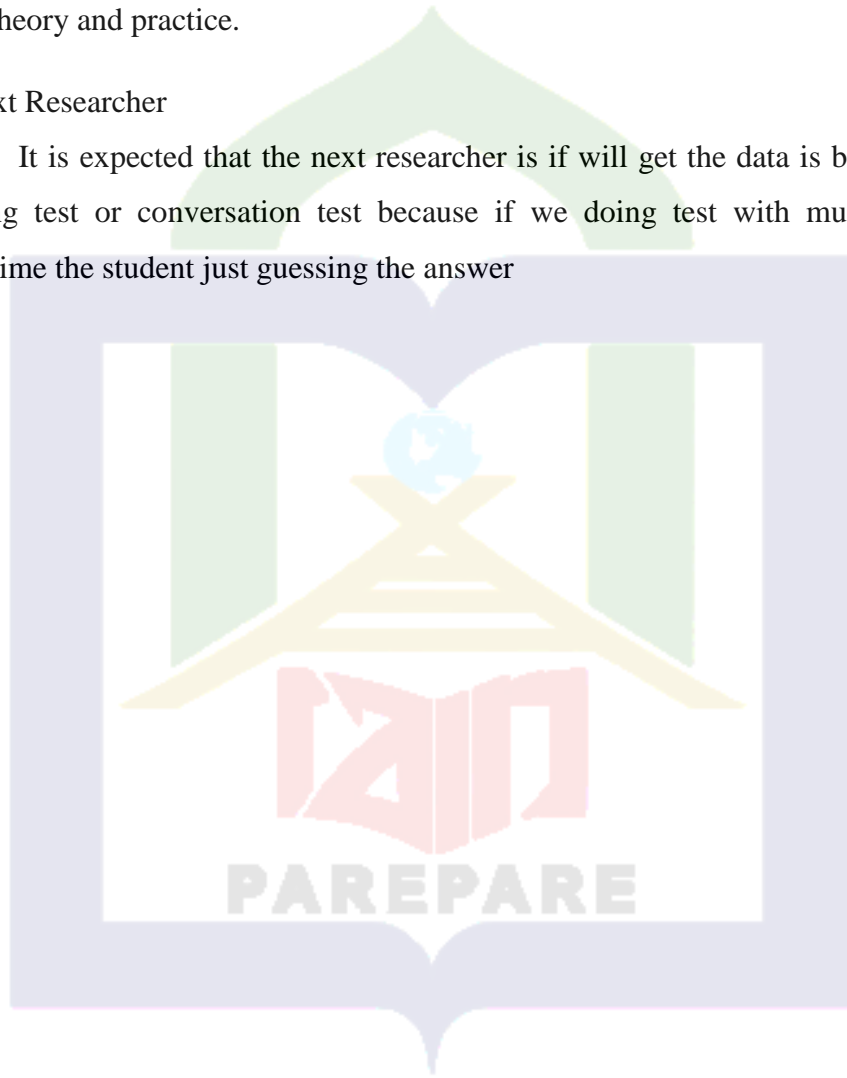 heory and practice.
xt Researcher
It is expected that the next researcher is if will get the data is b
g test or conversation test because if we doing test with mu
ime the student just guessing the answer
iain
PAREPARE